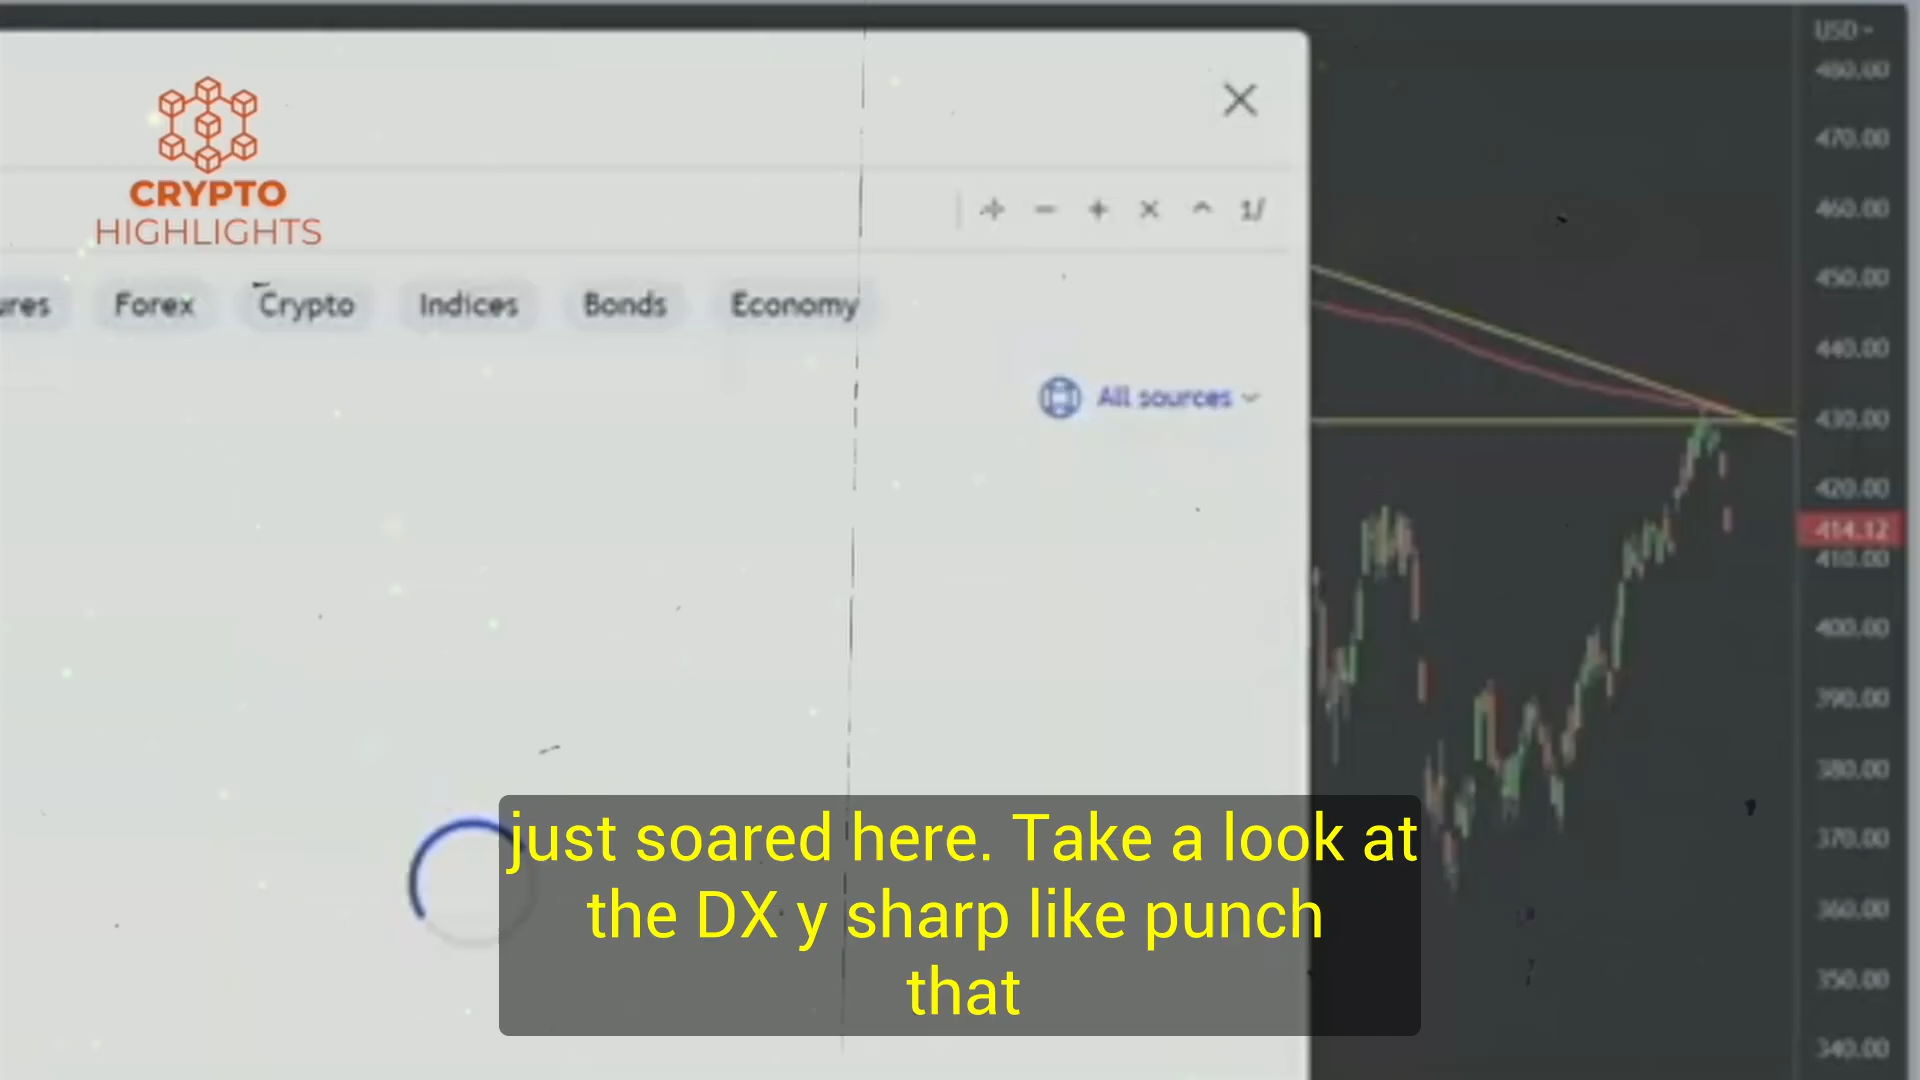 USD
480.00
CRYPTO
HIGHLIGHTS
470.00
÷ − + × ^ 1/
460.00
450.00
ures Forex Crypto Indices Bonds Economy
440.00
All sources
430.00
420.00
414.12
410.00
400.00
390.00
380.00
just soared here. Take a look at
the DX y sharp like punch
that
370.00
360.00
350.00
340.00